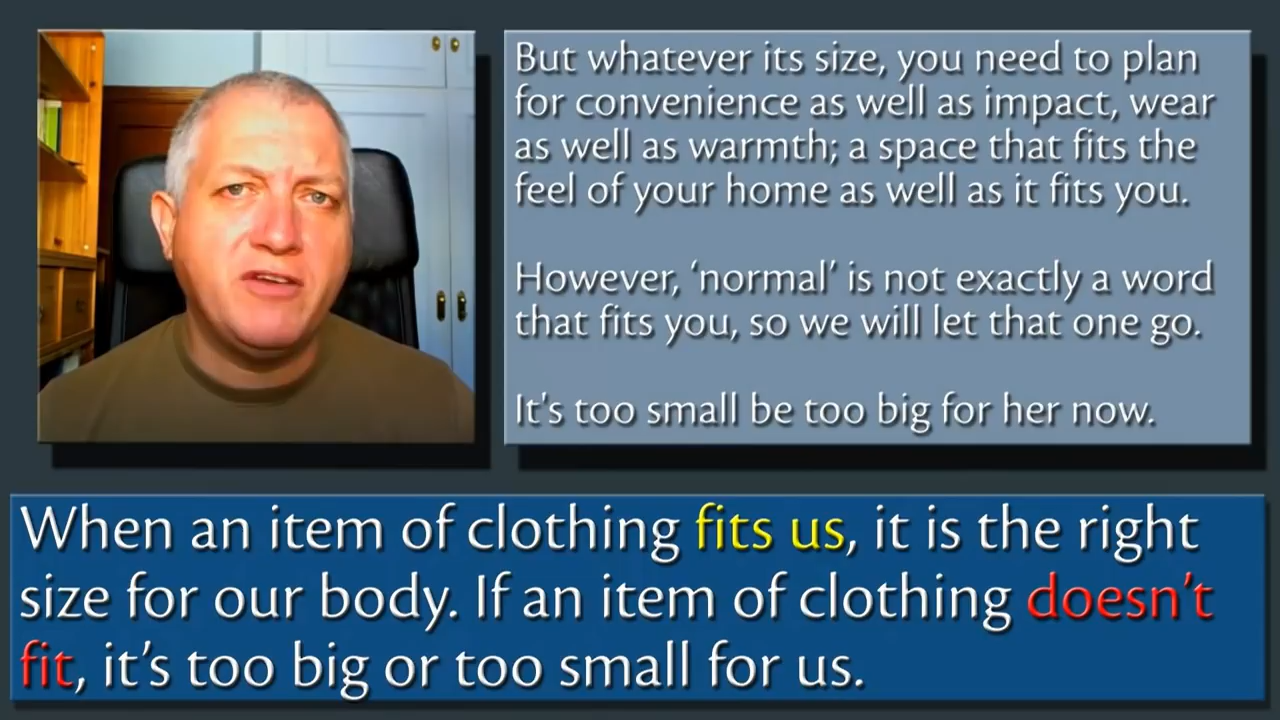 But whatever its size, you need to plan
for convenience as well as impact, wear
as well as warmth; a space that fits the
feel of your home as well as it fits you.
However, ‘normal’ is not exactly a word
that fits you, so we will let that one go.
It's too small be too big for her now.
When an item of clothing fits us, it is the right
size for our body. If an item of clothing doesn’t
fit, it’s too big or too small for us.